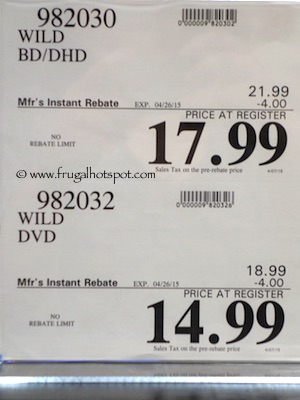 982030
0000009820302
WILD
BD/DHD
21.99
Mfr's Instant Rebate EXP. 04/26/15 -4.00
PRICE AT REGISTER
NO
REBATE LIMIT
17.99
Sales Tax on the pre-rebate price
www.frugalhotspot.com
982032
0000009820326
WILD
DVD
18.99
Mfr's Instant Rebate EXP. 04/26/15 -4.00
PRICE AT REGISTER
NO
REBATE LIMIT
14.99
Sales Tax on the pre-rebate price